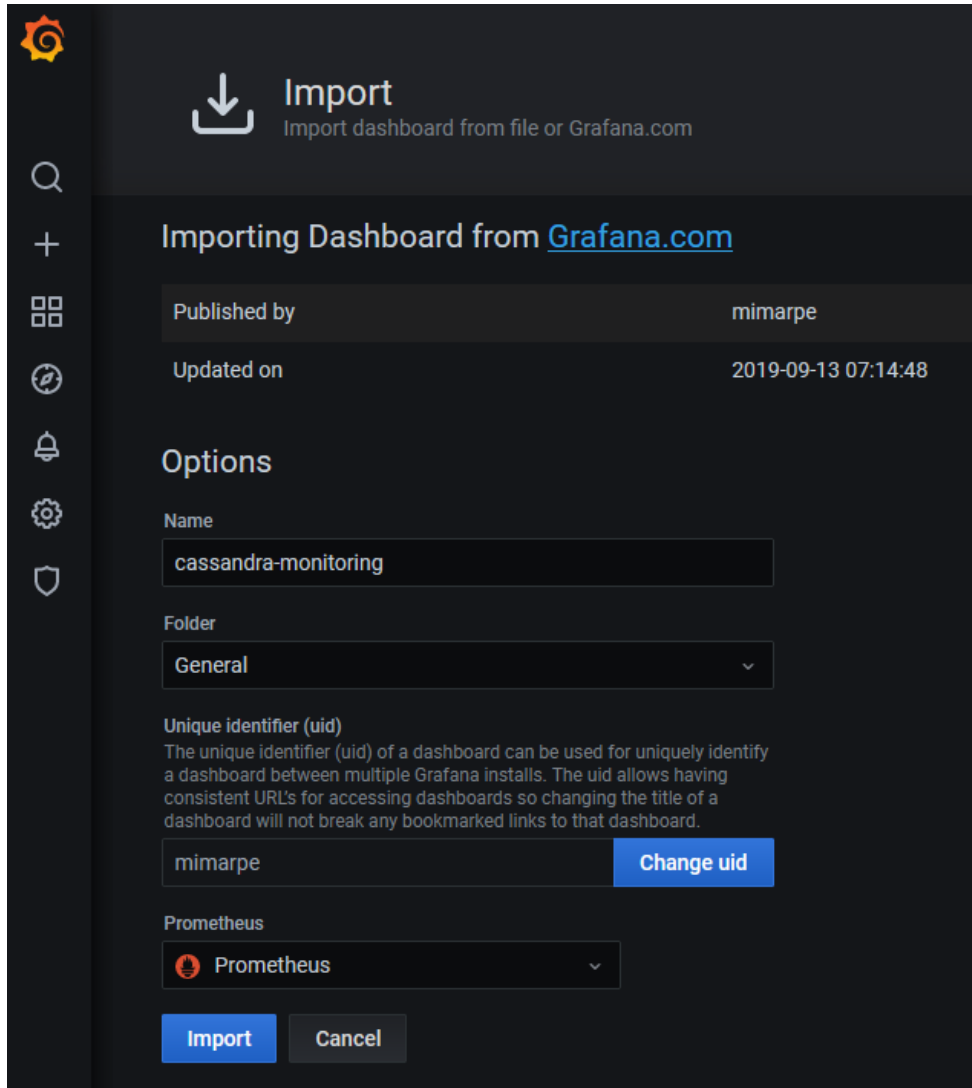 Import
Import dashboard from file or Grafana.com
Importing Dashboard from Grafana.com
Published by mimarpe
Updated on 2019-09-13 07:14:48
Options
Name
cassandra-monitoring
Folder
General
Unique identifier (uid)
The unique identifier (uid) of a dashboard can be used for uniquely identify
a dashboard between multiple Grafana installs. The uid allows having
consistent URL's for accessing dashboards so changing the title of a
dashboard will not break any bookmarked links to that dashboard.
mimarpe Change uid
Prometheus
Prometheus
Import Cancel